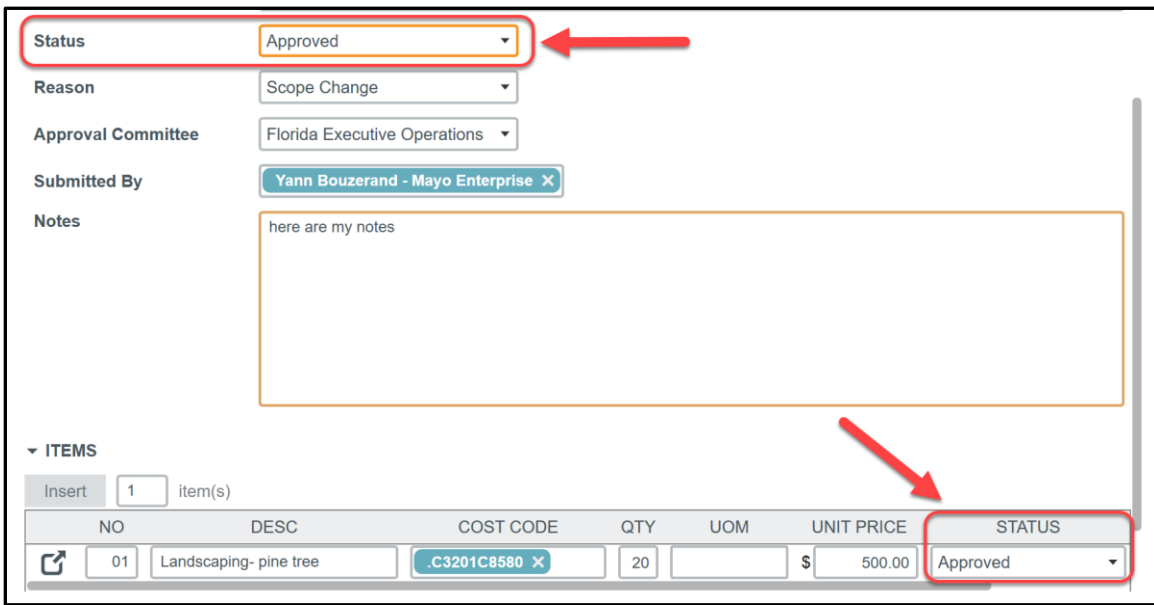 Status Approved
Reason Scope Change
Approval Committee Florida Executive Operations
Submitted By Yann Bouzerand - Mayo Enterprise X
Notes here are my notes
ITEMS
Insert 1 item(s)
NO DESC COST CODE QTY UOM UNIT PRICE STATUS
01 Landscaping- pine tree .C3201C8580 X 20 $ 500.00 Approved